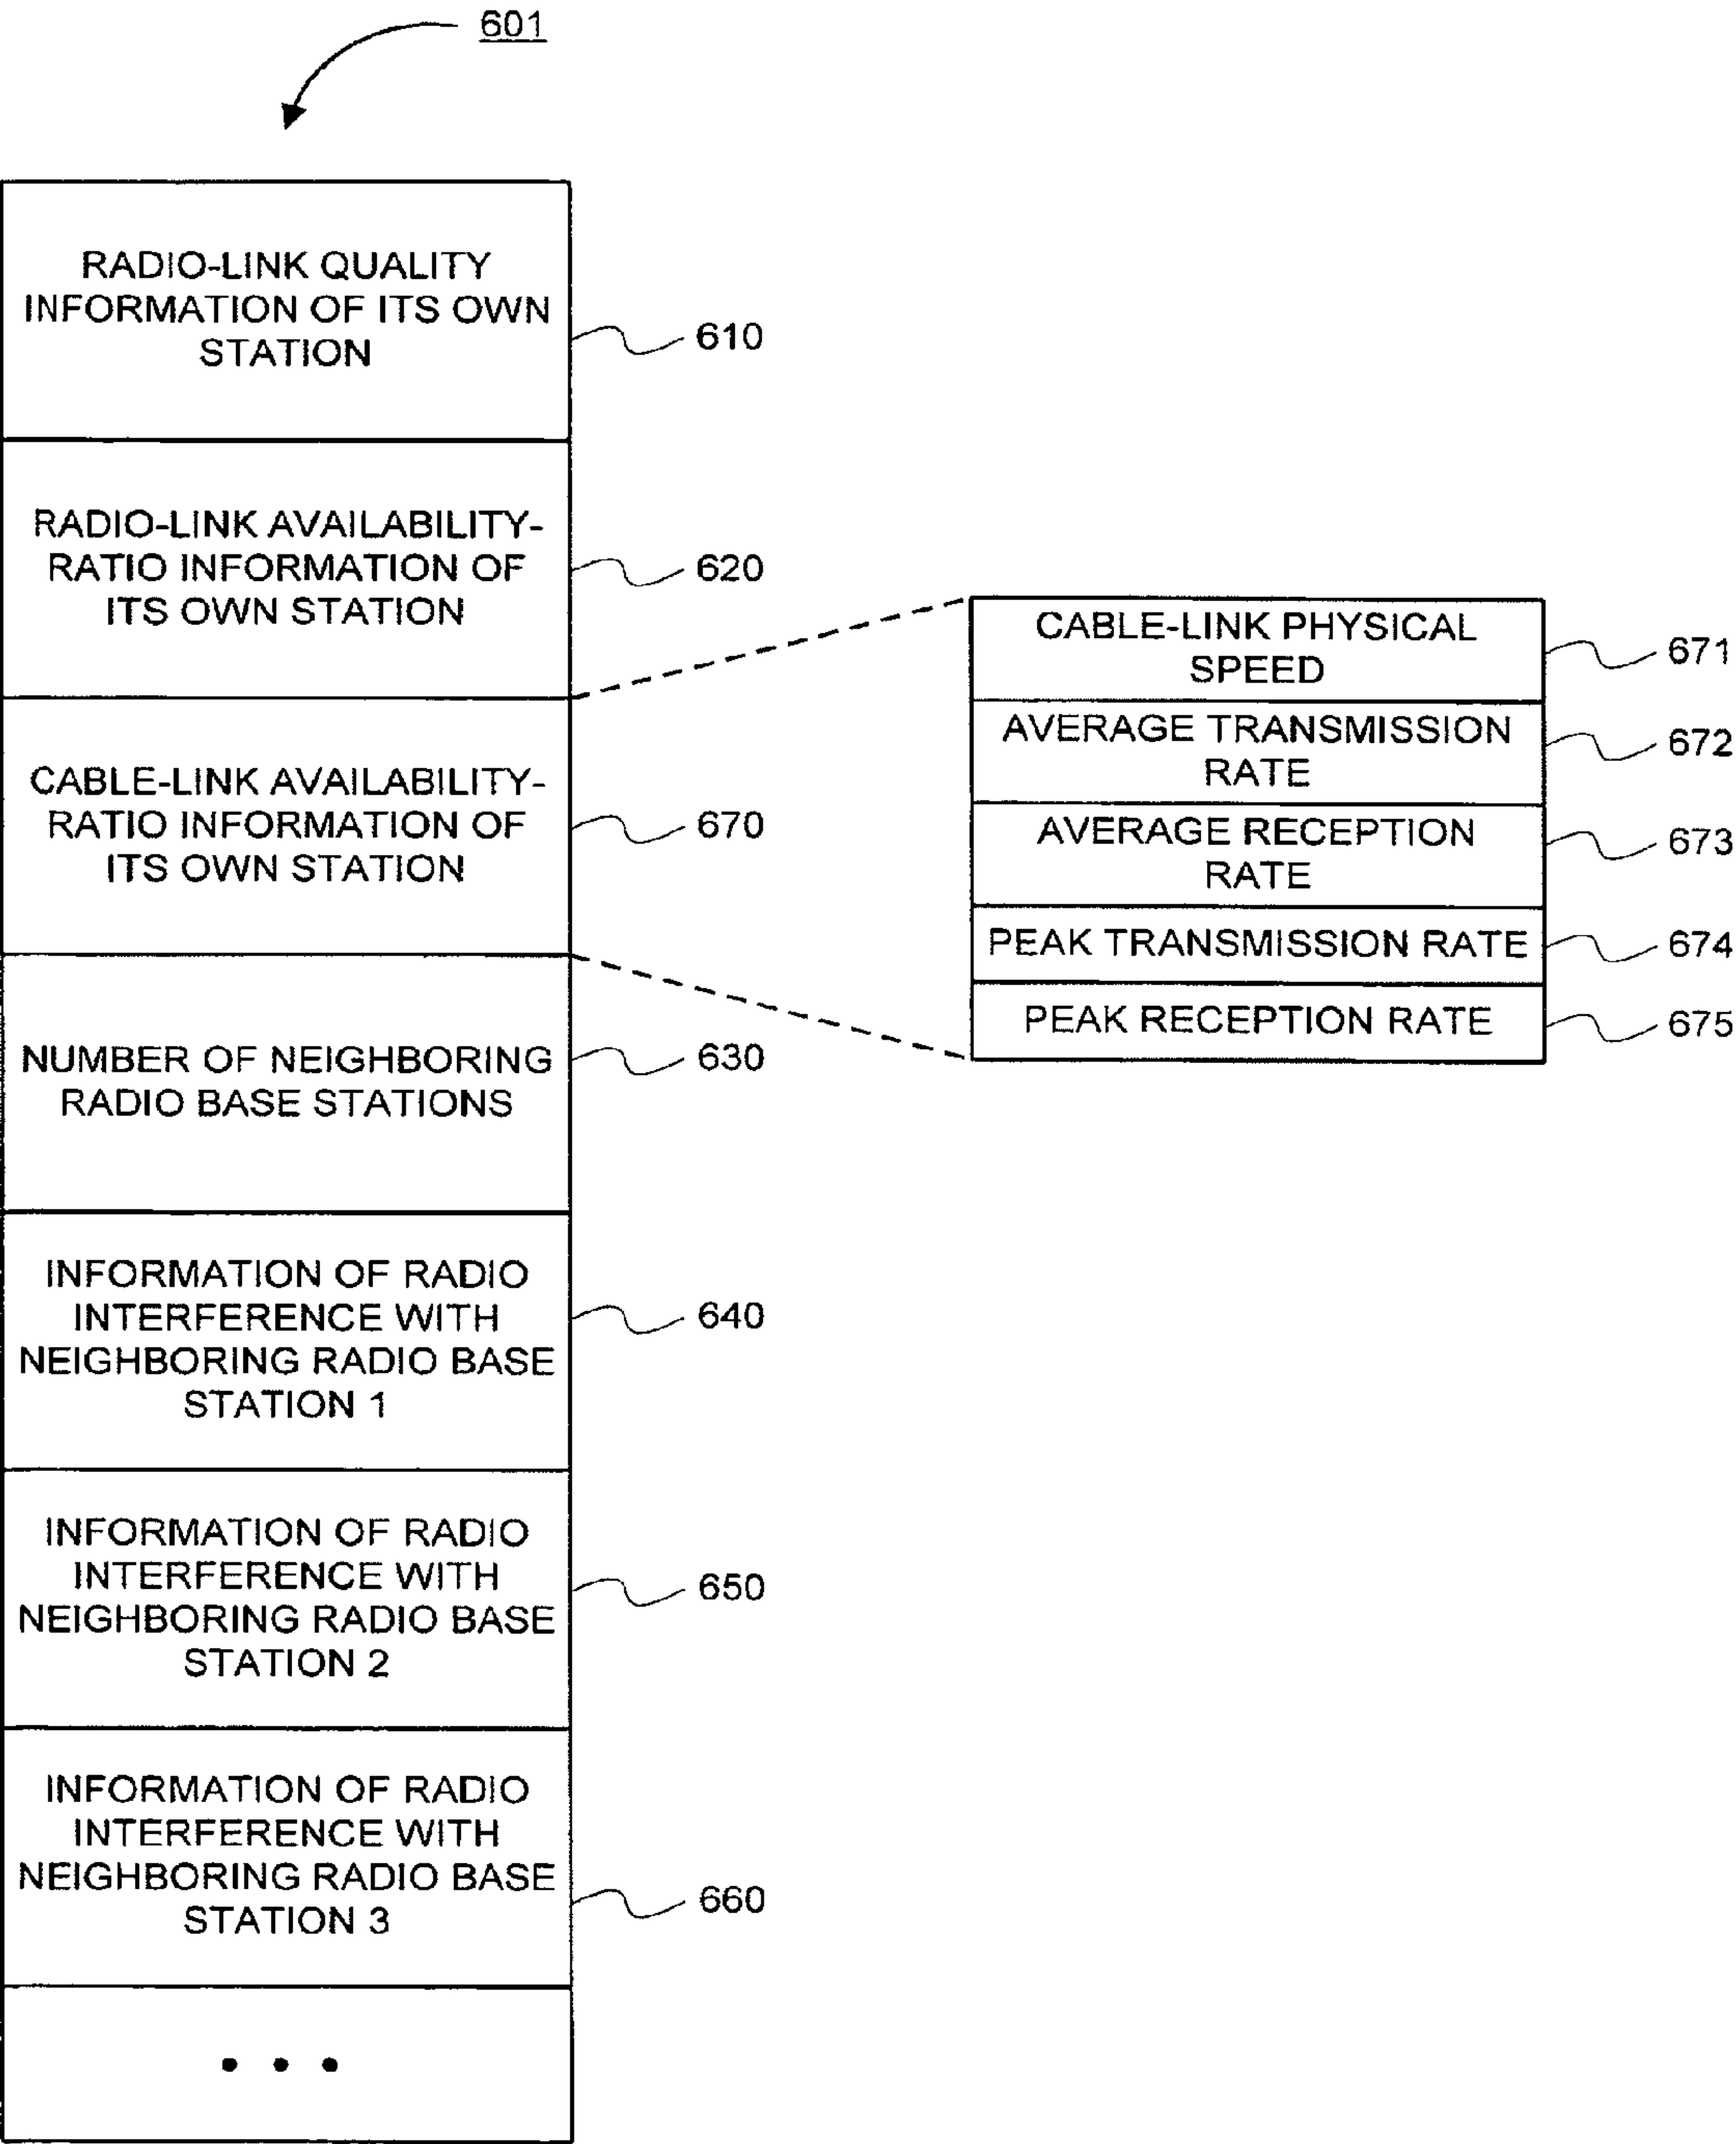 601
RADIO-LINK QUALITY
INFORMATION OF ITS OWN
STATION
610
RADIO-LINK AVAILABILITY-
RATIO INFORMATION OF
ITS OWN STATION
620
CABLE-LINK AVAILABILITY-
RATIO INFORMATION OF
ITS OWN STATION
670
NUMBER OF NEIGHBORING
RADIO BASE STATIONS
630
INFORMATION OF RADIO
INTERFERENCE WITH
NEIGHBORING RADIO BASE
STATION 1
640
INFORMATION OF RADIO
INTERFERENCE WITH
NEIGHBORING RADIO BASE
STATION 2
650
INFORMATION OF RADIO
INTERFERENCE WITH
NEIGHBORING RADIO BASE
STATION 3
660
• • •
CABLE-LINK PHYSICAL
SPEED
671
AVERAGE TRANSMISSION
RATE
672
AVERAGE RECEPTION
RATE
673
PEAK TRANSMISSION RATE
674
PEAK RECEPTION RATE
675